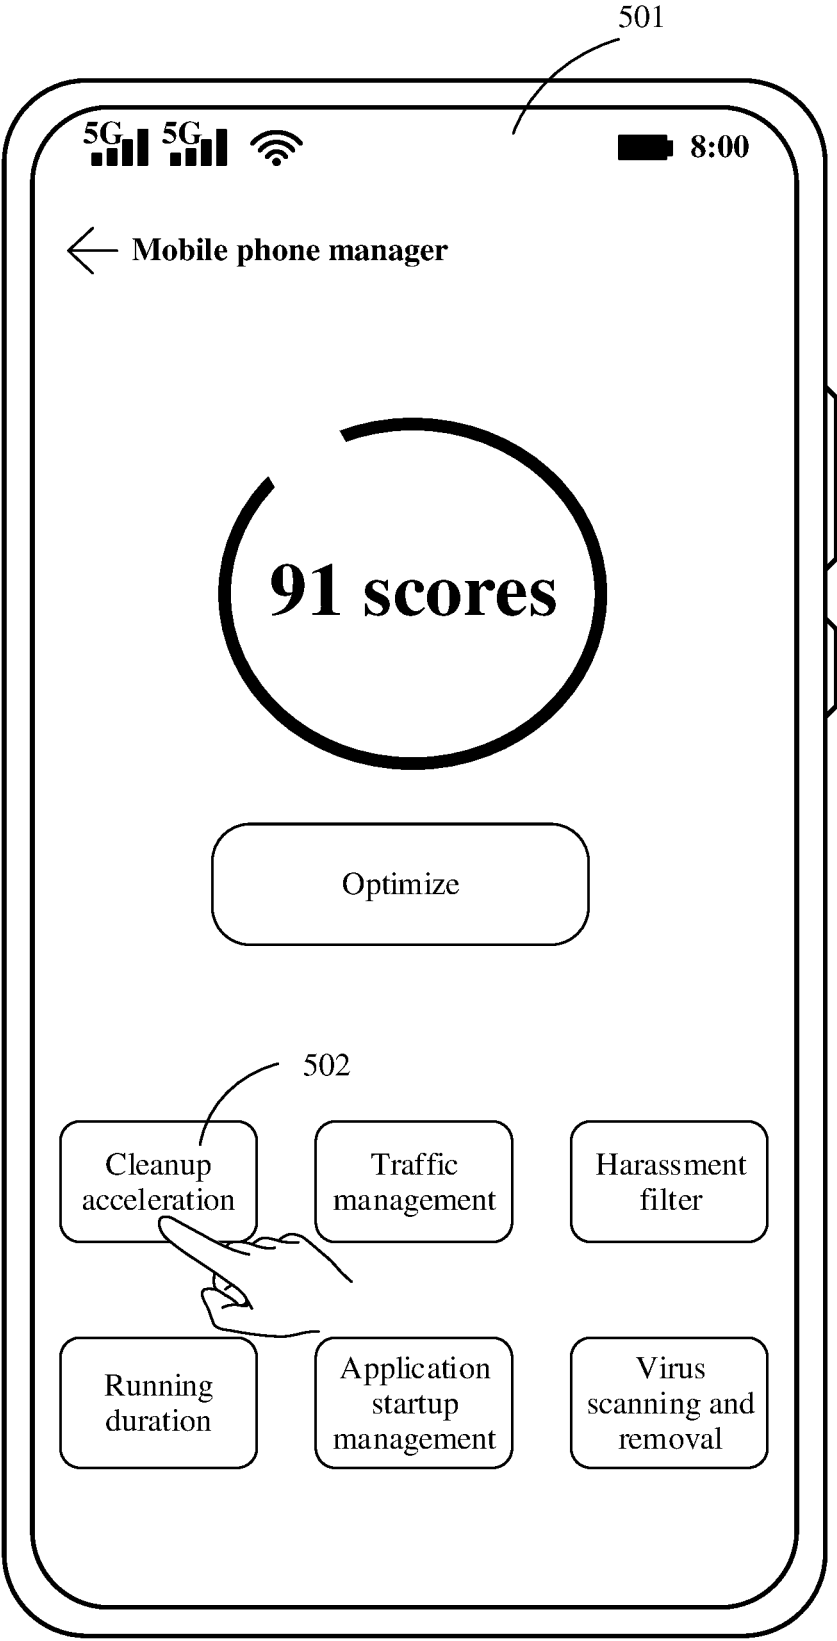 501
5G 5G 8:00
Mobile phone manager
91 scores
Optimize
502
Cleanup
acceleration
Traffic
management
Harassment
filter
Running
duration
Application
startup
management
Virus
scanning and
removal